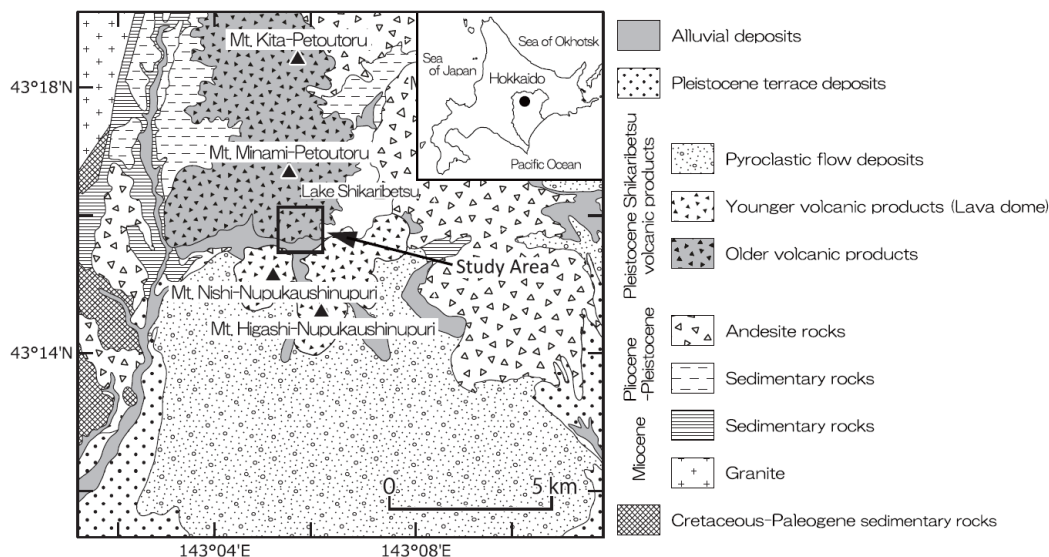 Mt. Kita-Petoutoru
43°18'N
Mt. Minami-Petoutoru
Lake Shikaribetsu
Study Area
Mt. Nishi-Nupukaushinupuri
Mt. Higashi-Nupukaushinupuri
43°14'N
0
5 km
143°04'E
143°08'E
Sea of Okhotsk
Sea
of Japan
Hokkaido
Pacific Ocean
Alluvial deposits
Pleistocene terrace deposits
Pleistocene Shikaribetsu
volcanic products
Pyroclastic flow deposits
Younger volcanic products (Lava dome)
Older volcanic products
Pliocene
-Pleistocene
Andesite rocks
Sedimentary rocks
Miocene
Sedimentary rocks
Granite
Cretaceous-Paleogene sedimentary rocks